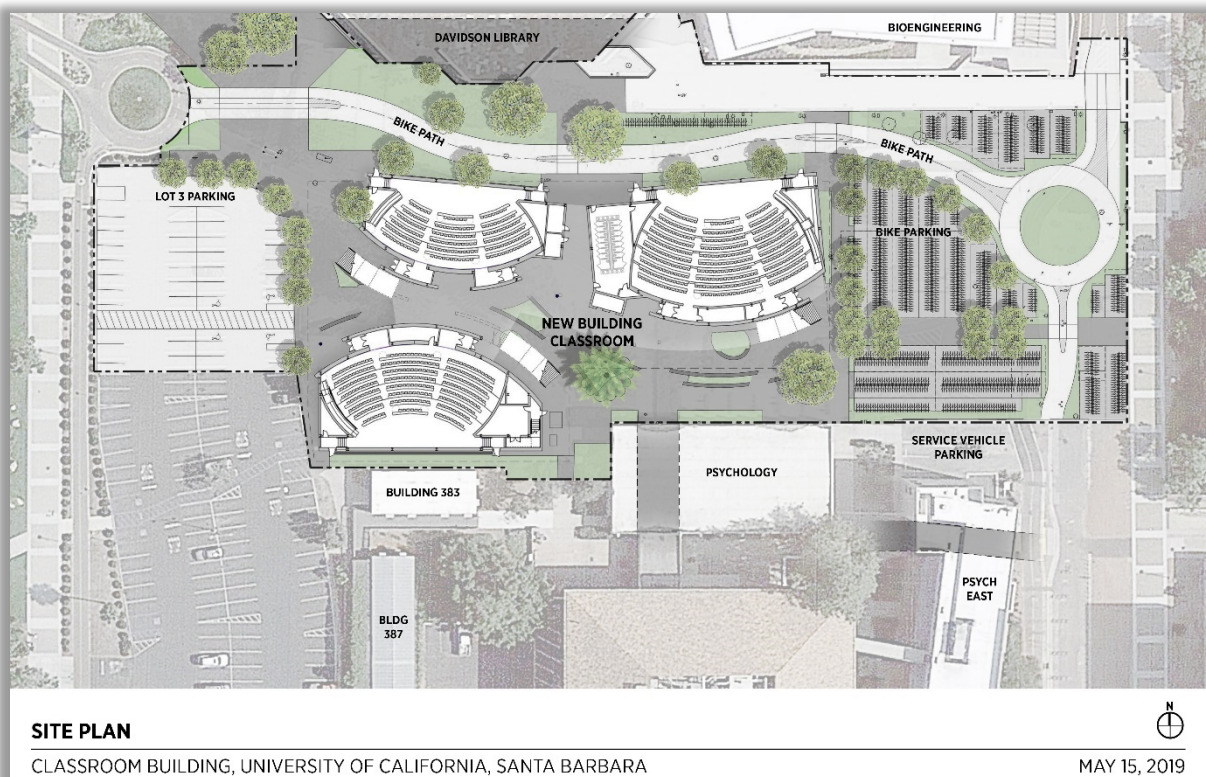 DAVIDSON LIBRARY
BIOENGINEERING
BIKE PATH
BIKE PATH
LOT 3 PARKING
BIKE PARKING
NEW BUILDING
CLASSROOM
SERVICE VEHICLE
PARKING
PSYCHOLOGY
BUILDING 383
PSYCH
EAST
BLDG
387
N
SITE PLAN
CLASSROOM BUILDING, UNIVERSITY OF CALIFORNIA, SANTA BARBARA
MAY 15, 2019